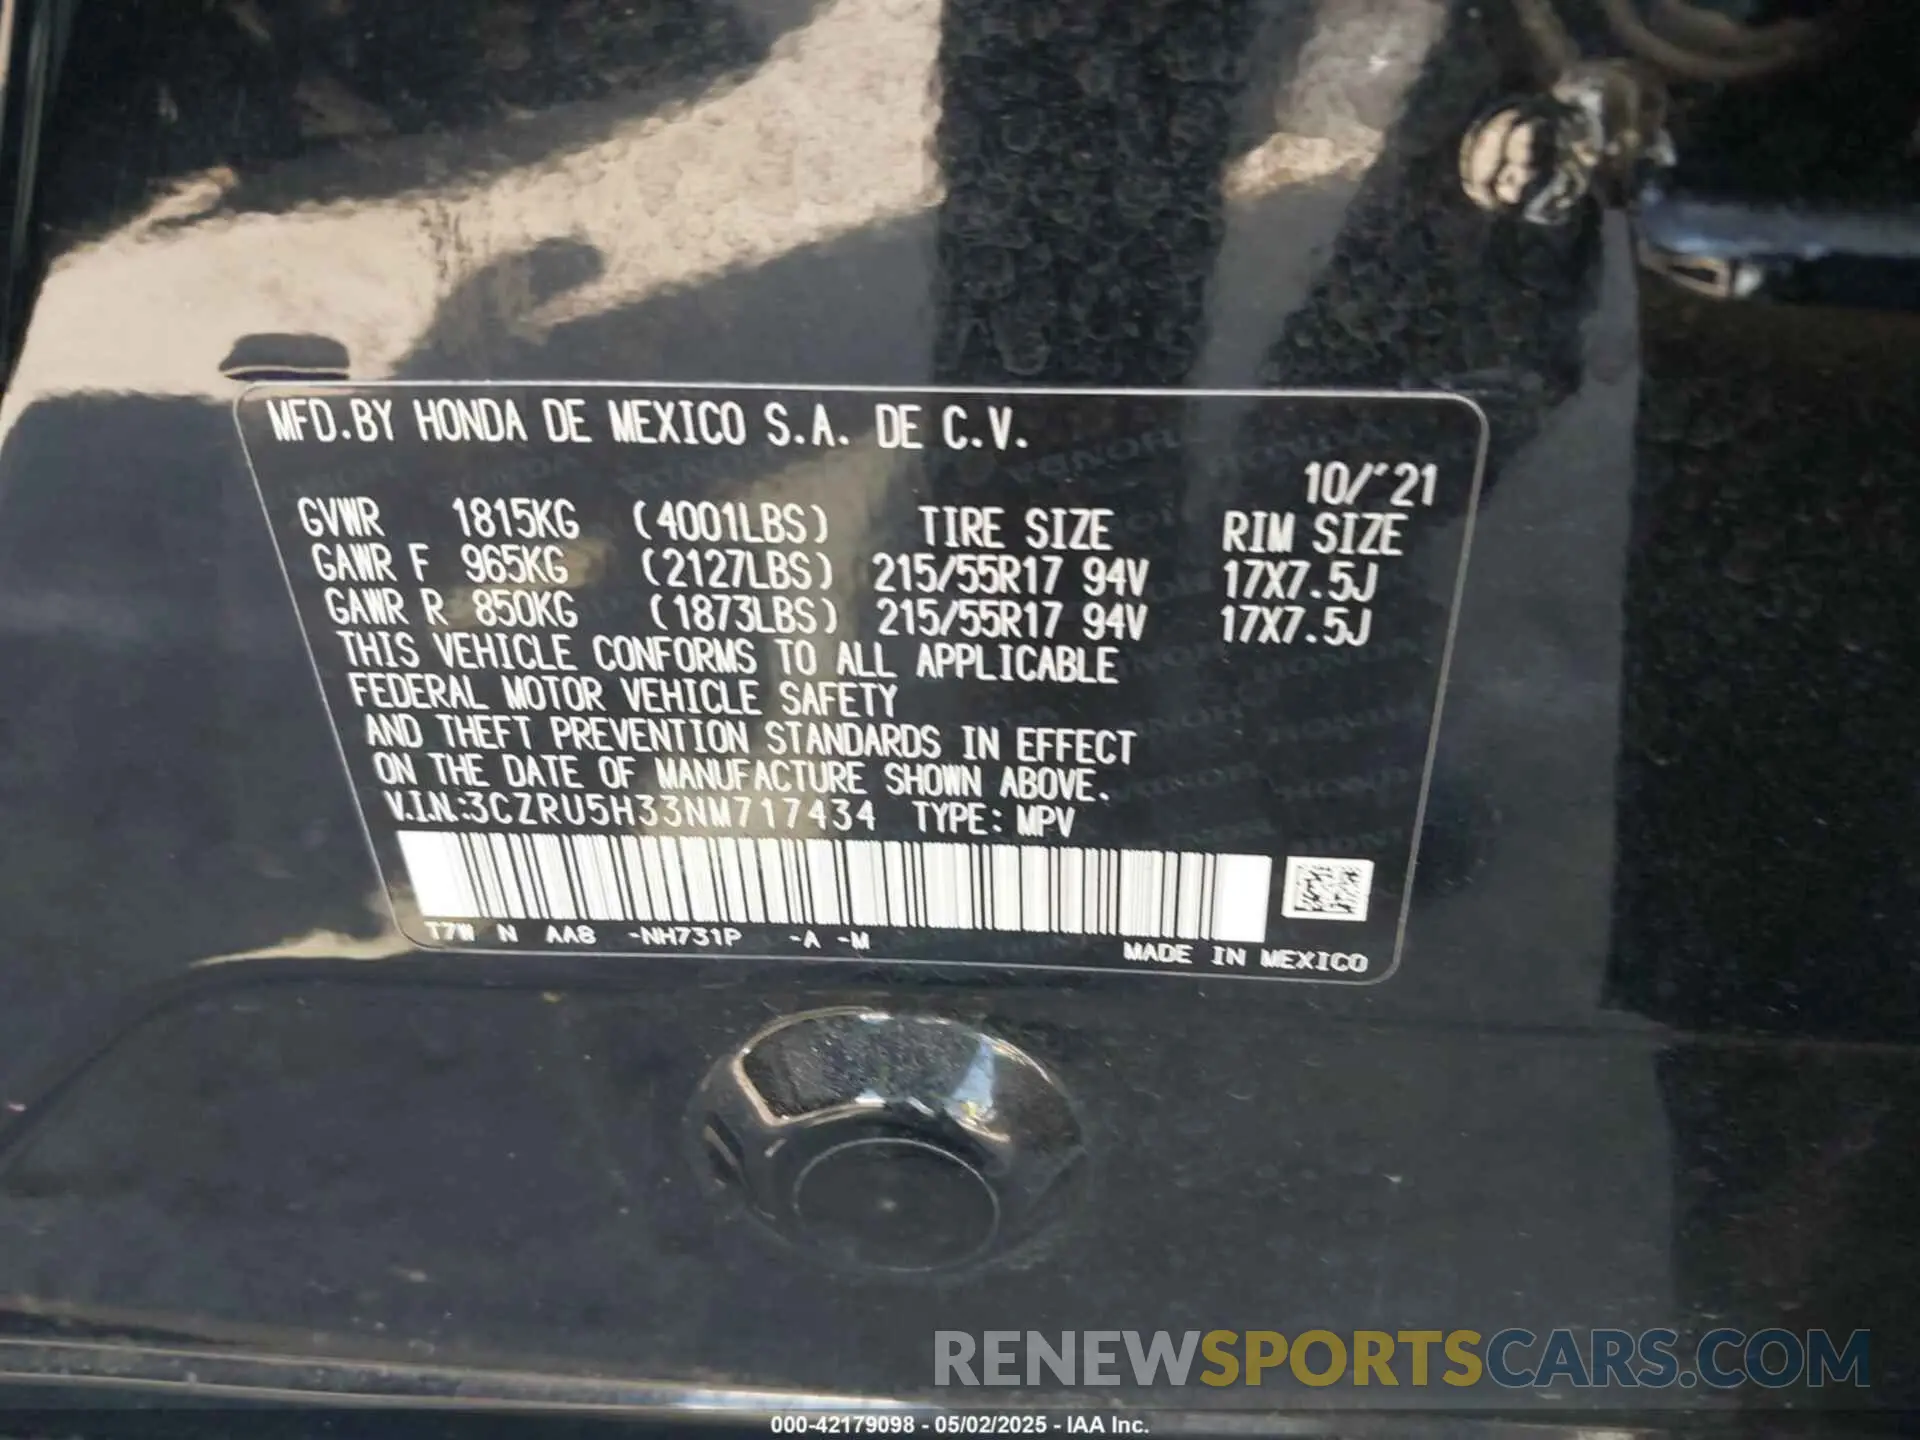 MFD.BY HONDA DE MEXICO S.A. DE C.V.
10/'21
GVWR 1815KG (4001LBS) TIRE SIZE RIM SIZE
GAWR F 965KG (2127LBS) 215/55R17 94V 17X7.5J
GAWR R 850KG (1873LBS) 215/55R17 94V 17X7.5J
THIS VEHICLE CONFORMS TO ALL APPLICABLE
FEDERAL MOTOR VEHICLE SAFETY
AND THEFT PREVENTION STANDARDS IN EFFECT
ON THE DATE OF MANUFACTURE SHOWN ABOVE.
V.I.N.:3CZRU5H33NM717434 TYPE: MPV
T7W N AA8 -NH731P -A -M
MADE IN MEXICO
RENEWSPORTSCARS.COM
000-42179098 - 05/02/2025 - IAA Inc.